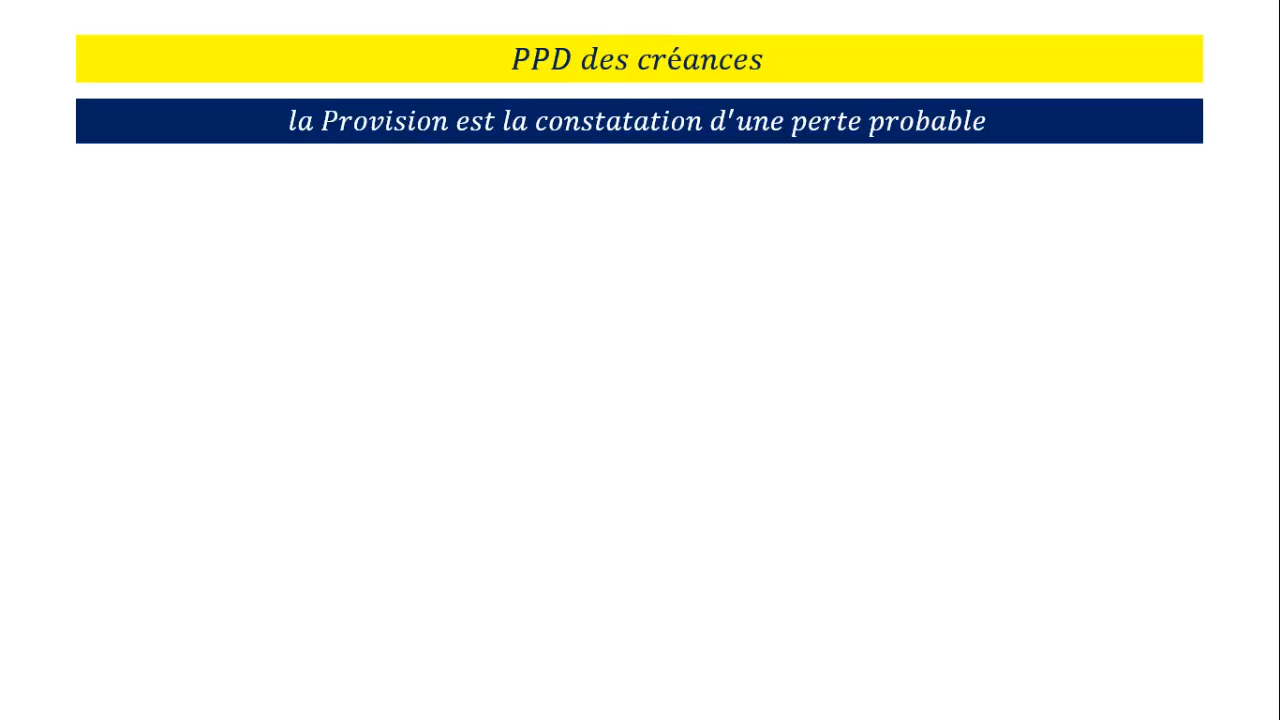 PPD des créances
la Provision est la constatation d'une perte probable